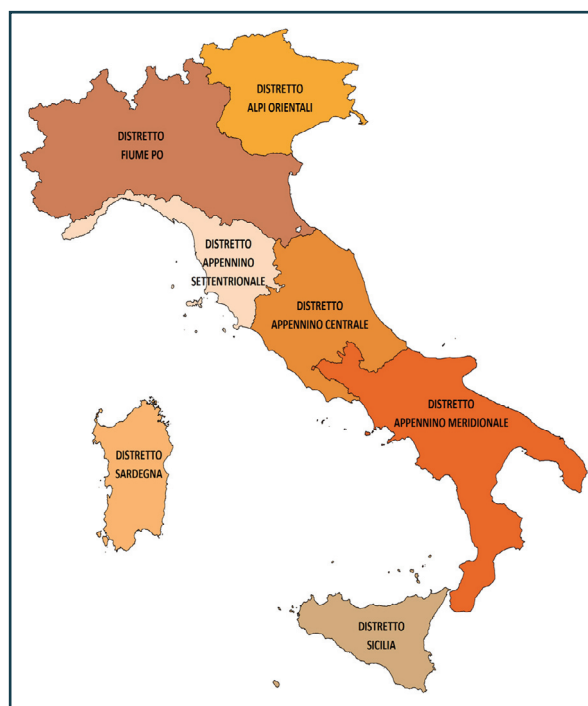 DISTRETTO
ALPI ORIENTALI
DISTRETTO
FIUME PO
DISTRETTO
APPENNINO
SETTENTRIONALE
DISTRETTO
APPENNINO CENTRALE
DISTRETTO
APPENNINO MERIDIONALE
DISTRETTO
SARDEGNA
DISTRETTO
SICILIA